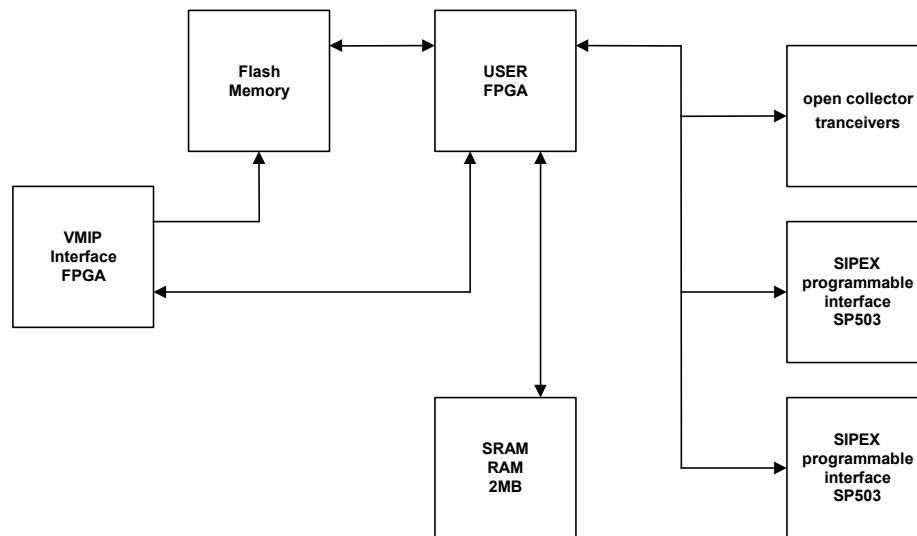 Flash
Memory
USER
FPGA
open collector
tranceivers
VMIP
Interface
FPGA
SIPEX
programmable
interface
SP503
SRAM
RAM
2MB
SIPEX
programmable
interface
SP503